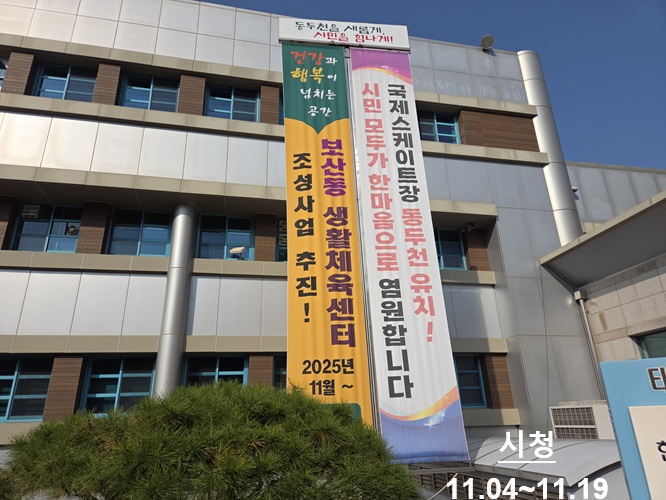 동두천을 새롭게,
시민을 힘나게!
건강과
행복이
넘치는
공간
보산동 생활체육센터
조성사업 추진!
2025년
11월 ~
국제스케이트장 동두천 유치!
시민 모두가 한마음으로 염원합니다
시청
11.04~11.19